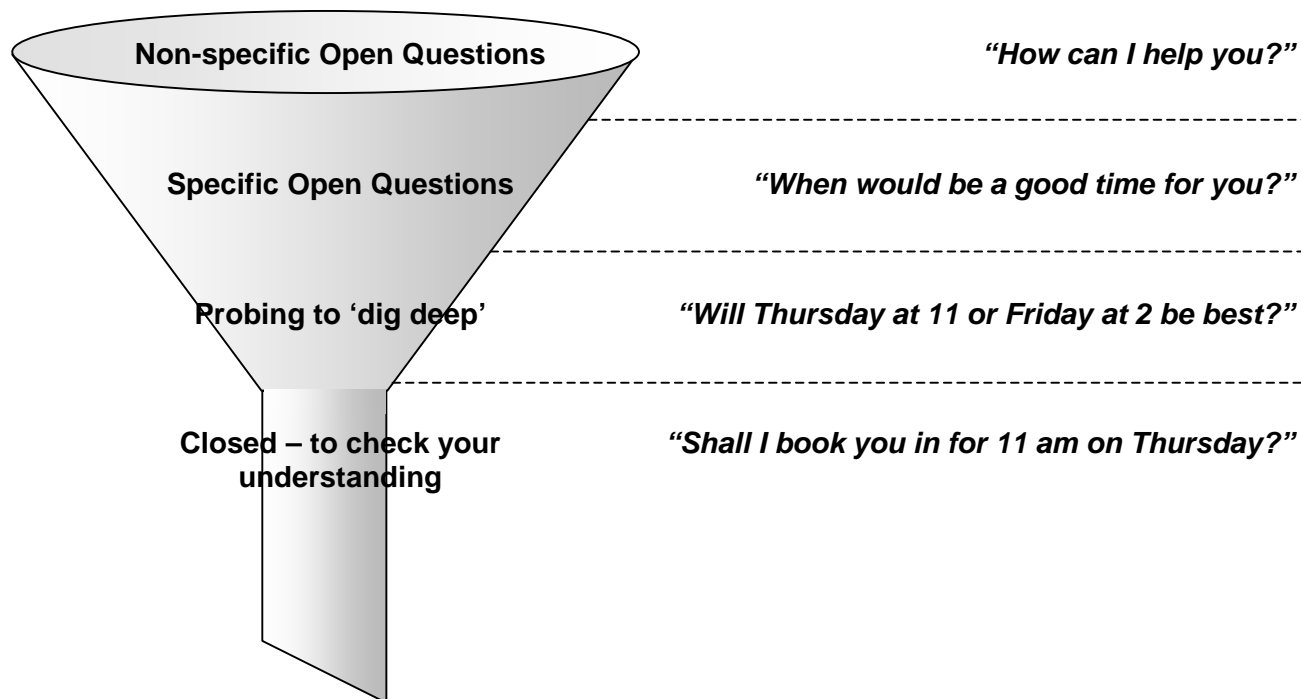 Non-specific Open Questions
“How can I help you?”
Specific Open Questions
“When would be a good time for you?”
Probing to ‘dig deep’
“Will Thursday at 11 or Friday at 2 be best?”
Closed – to check your
understanding
“Shall I book you in for 11 am on Thursday?”